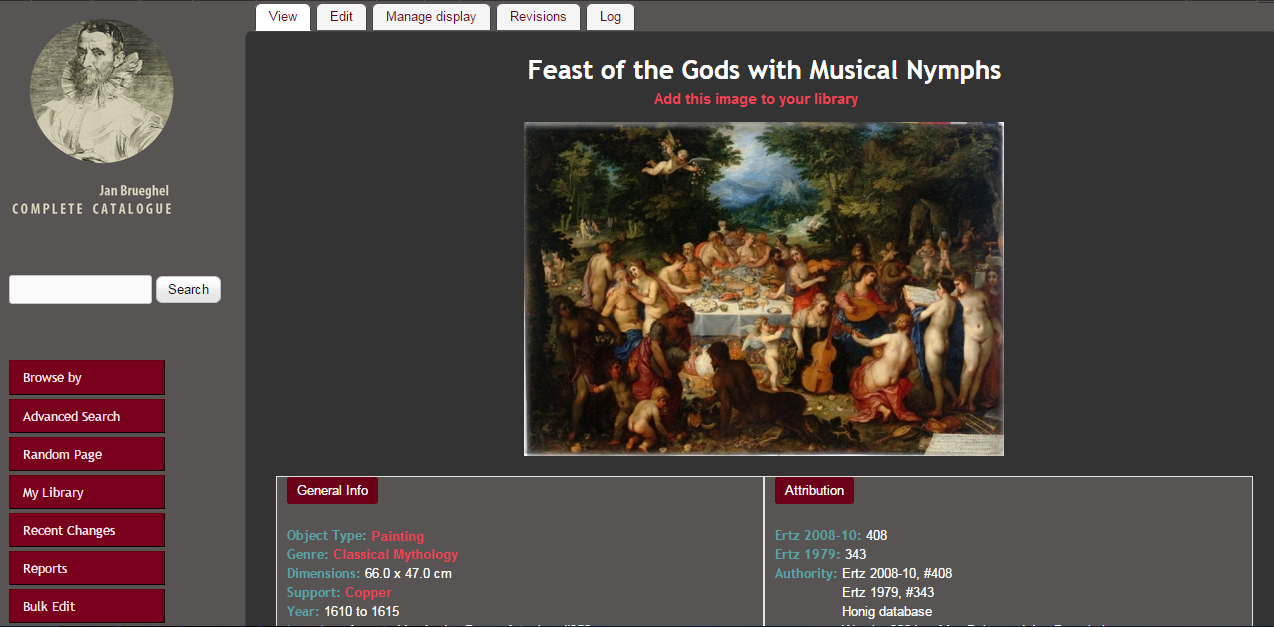 View Edit Manage display Revisions Log
Jan Brueghel
COMPLETE CATALOGUE
Search
Browse by
Advanced Search
Random Page
My Library
Recent Changes
Reports
Bulk Edit
Feast of the Gods with Musical Nymphs
Add this image to your library
General Info
Object Type: Painting
Genre: Classical Mythology
Dimensions: 66.0 x 47.0 cm
Support: Copper
Year: 1610 to 1615
Attribution
Ertz 2008-10: 408
Ertz 1979: 343
Authority: Ertz 2008-10, #408
Ertz 1979, #343
Honig database